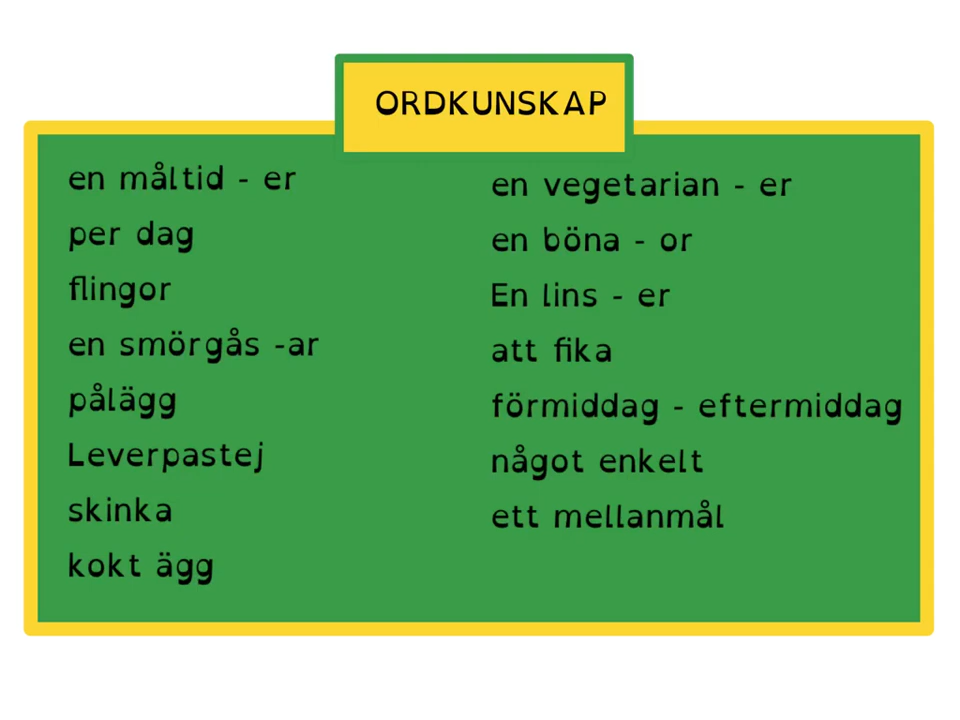 ORDKUNSKAP
en måltid - er
per dag
flingor
en smörgås -ar
pålägg
Leverpastej
skinka
kokt ägg
en vegetarian - er
en böna - or
En lins - er
att fika
förmiddag - eftermiddag
något enkelt
ett mellanmål